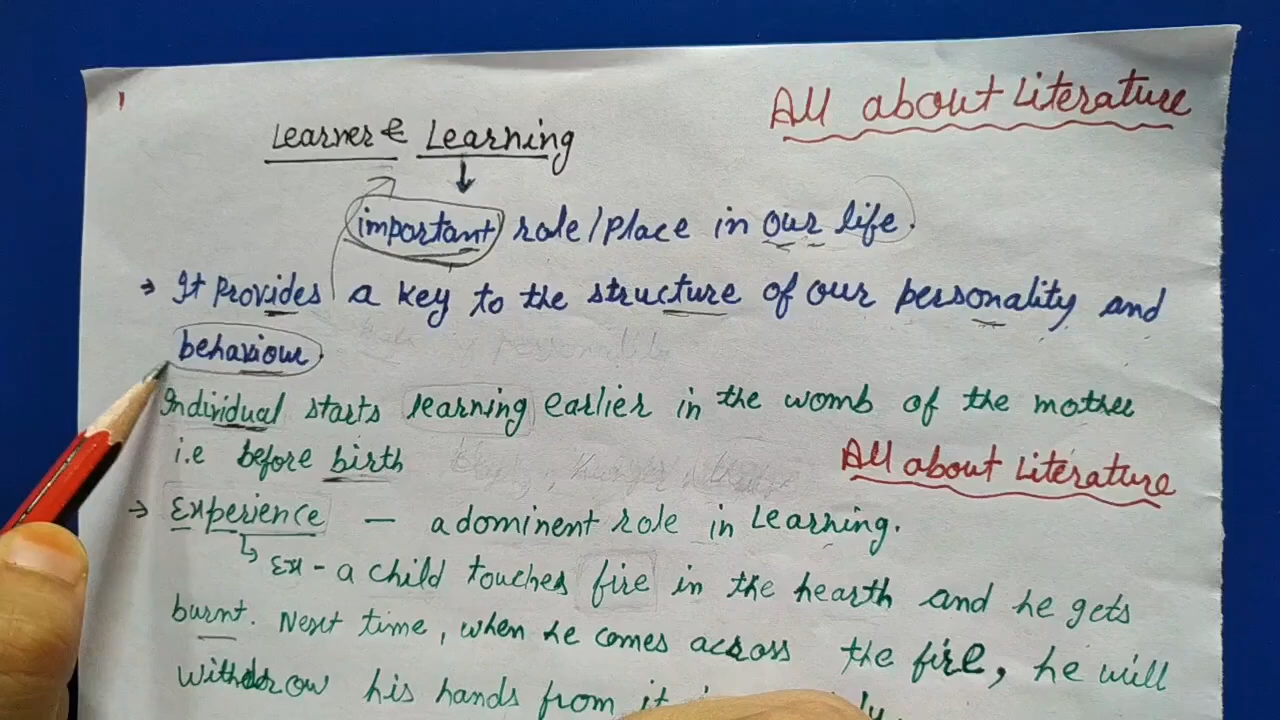 All about Literature
Learner & Learning
important role/place in our life.
→ It provides a key to the structure of our personality and
behaviour
Individual starts learning earlier in the womb of the mother
i.e before birth
All about Literature
→ Experience — a dominent role in Learning.
Ex - a child touches fire in the hearth and he gets
burnt. Next time, when he comes across the fire, he will
withdrow his hands from it